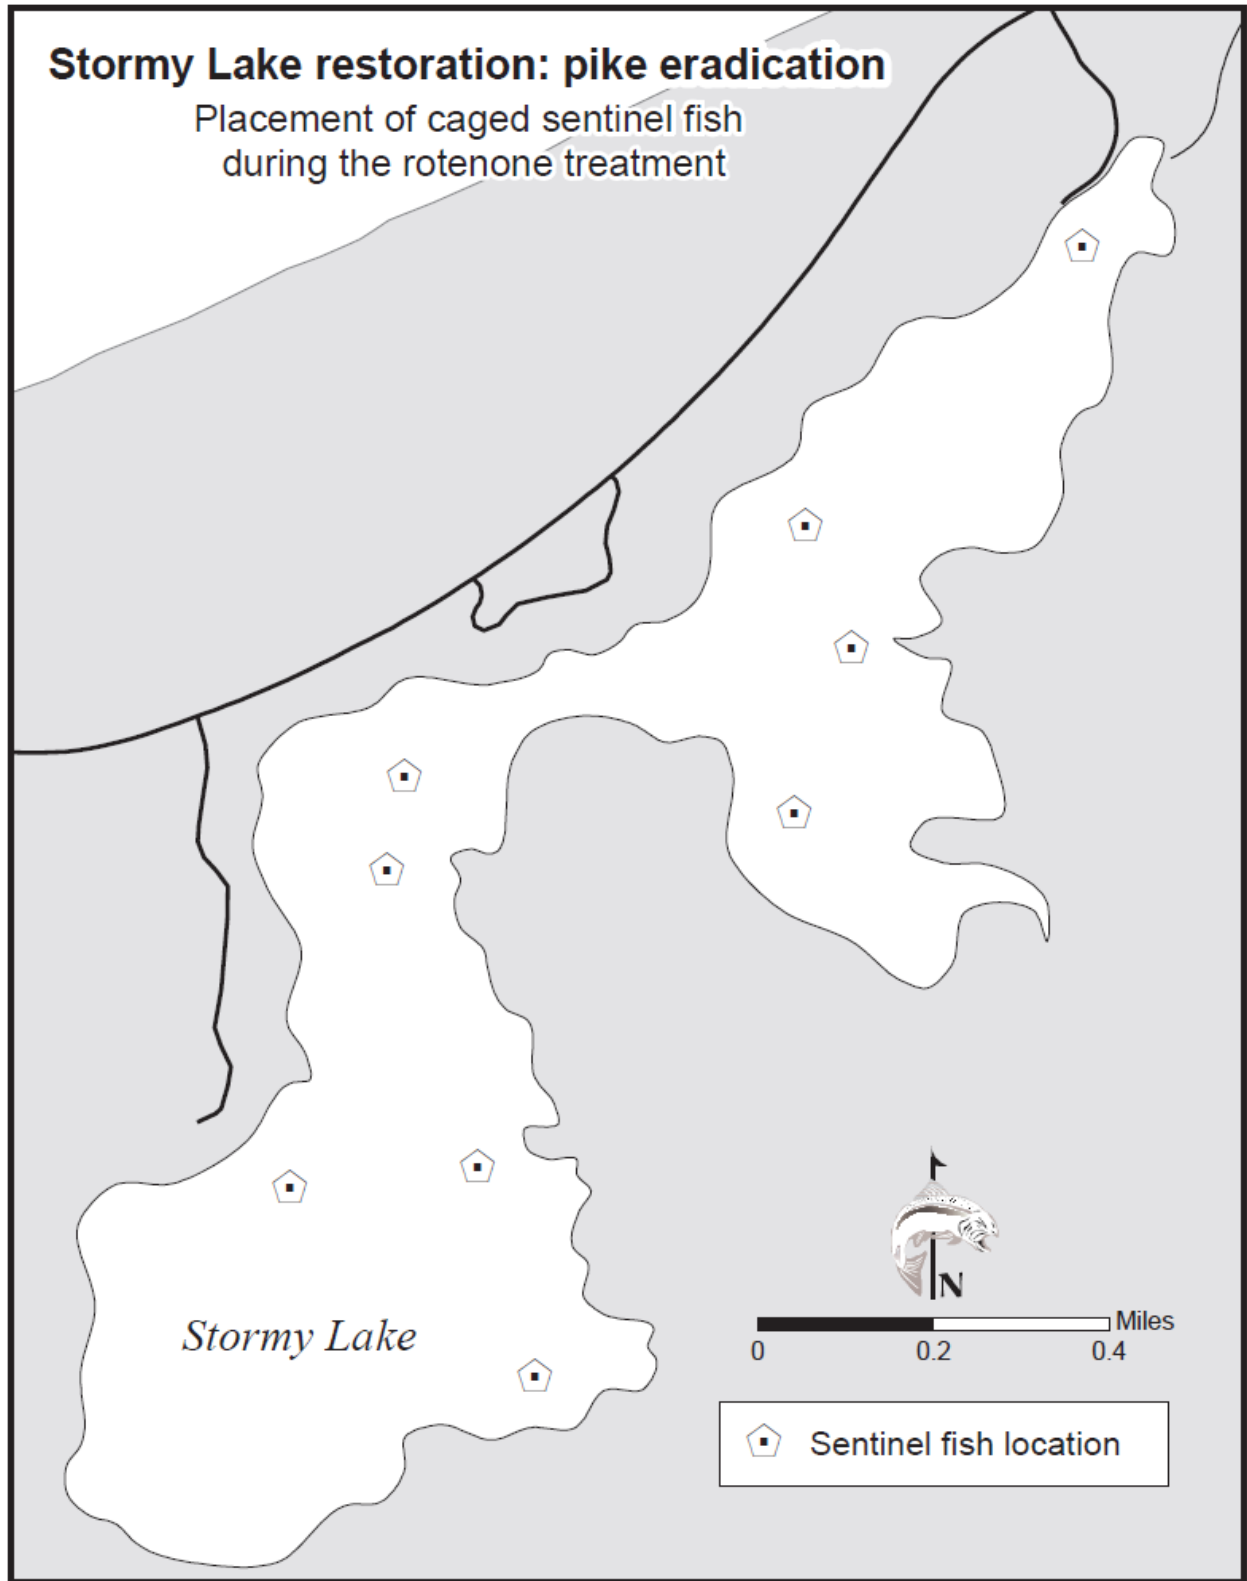 Stormy Lake restoration: pike eradication
Placement of caged sentinel fish
during the rotenone treatment
Stormy Lake
N
Miles
0 0.2 0.4
Sentinel fish location